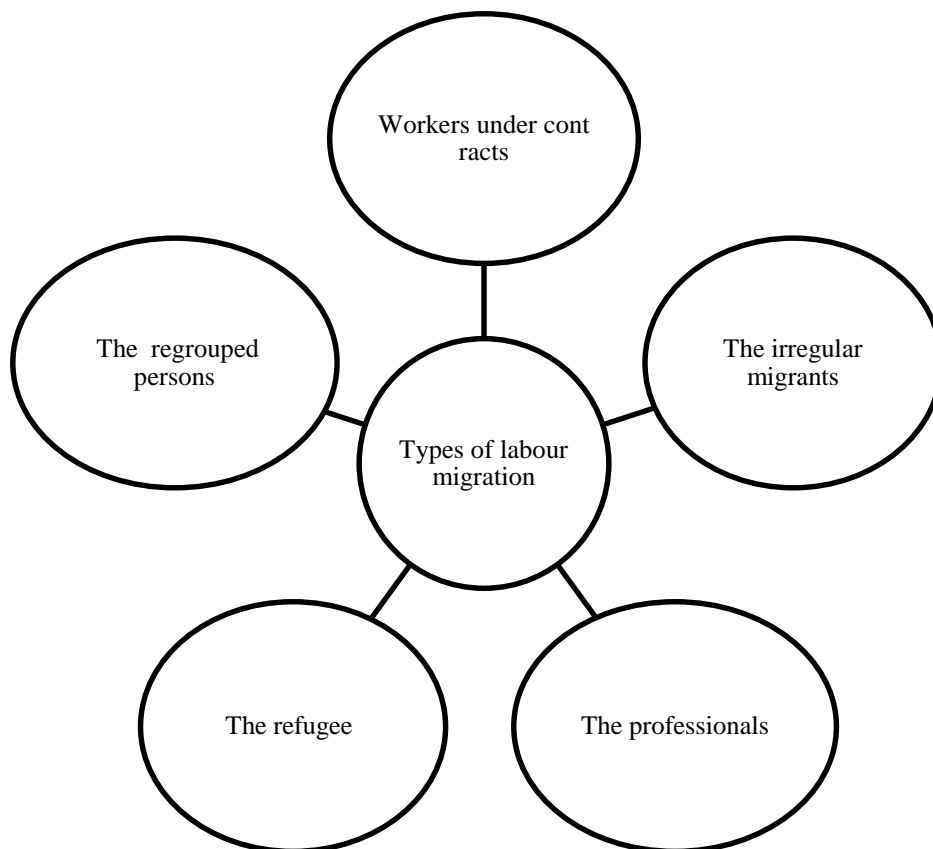 Workers under cont
racts
The regrouped
persons
The irregular
migrants
Types of labour
migration
The refugee
The professionals